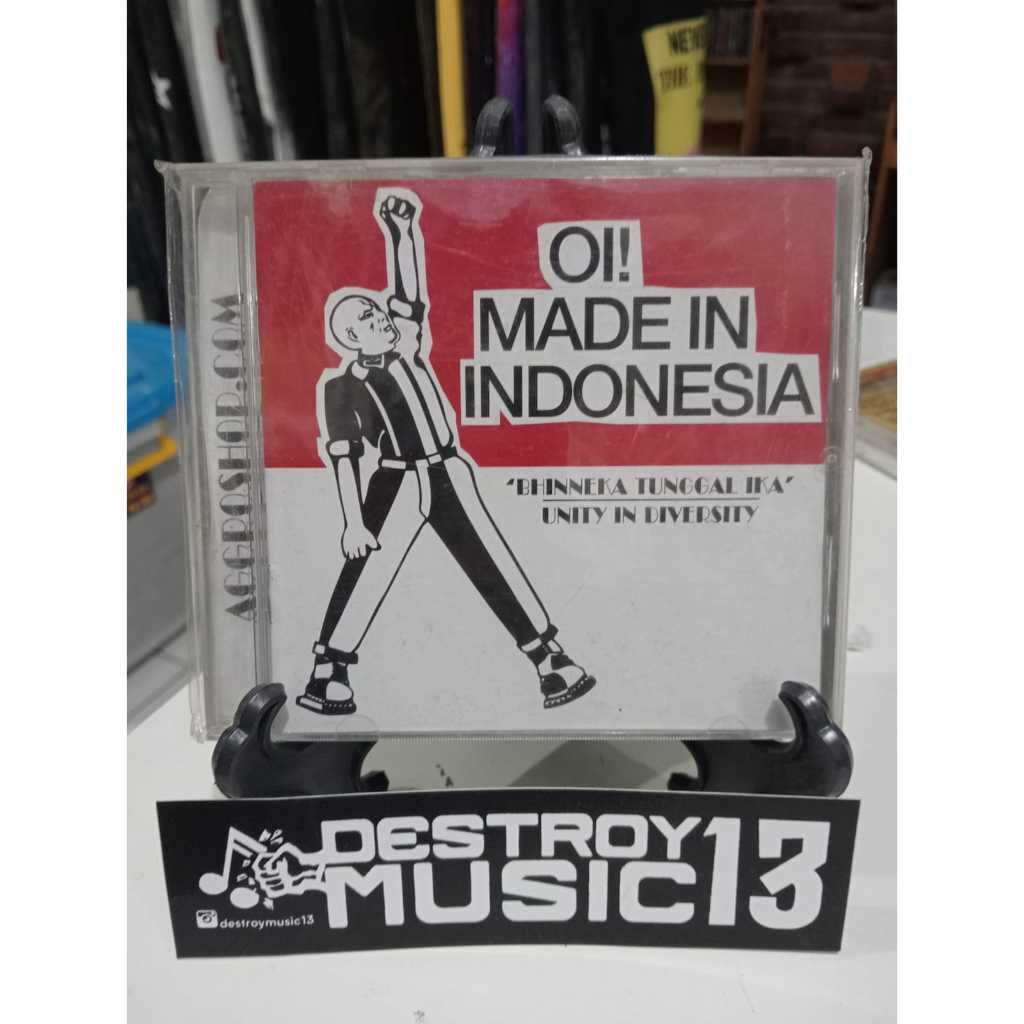 OI!
MADE IN
INDONESIA
"BHINNEKA TUNGGAL IKA"
UNITY IN DIVERSITY
AGGROSHOP.COM
DESTROY
MUSIC 13
destroymusic13